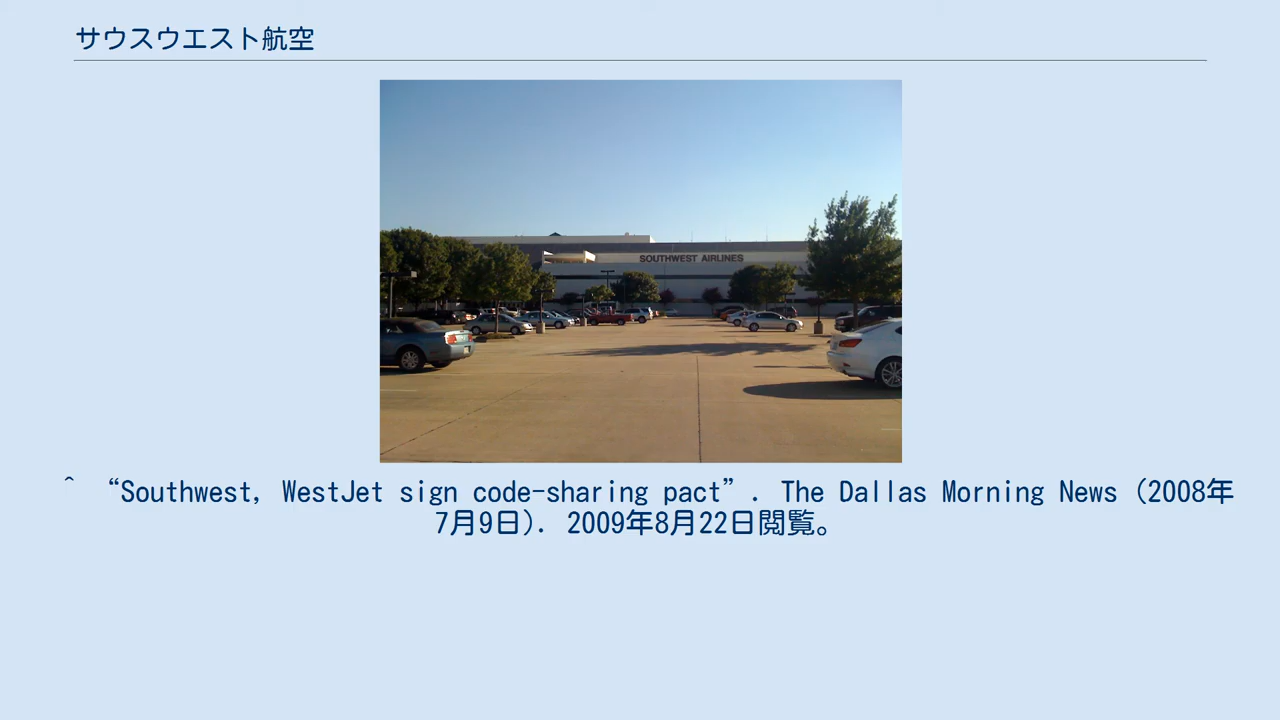 サウスウエスト航空
SOUTHWEST AIRLINES
^ “Southwest, WestJet sign code-sharing pact”. The Dallas Morning News (2008年
7月9日). 2009年8月22日閲覧。